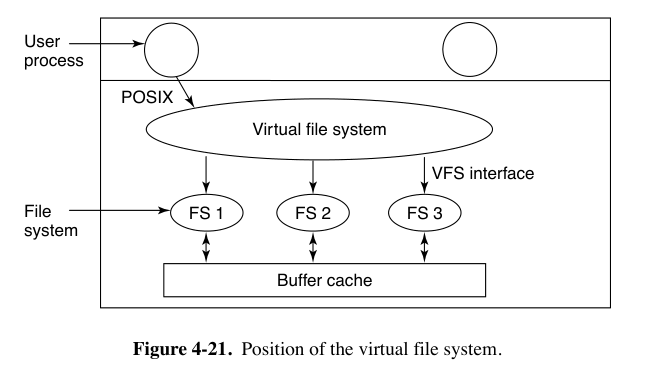 User
process
POSIX
Virtual file system
VFS interface
File
system
FS 1
FS 2
FS 3
Buffer cache
Figure 4-21. Position of the virtual file system.